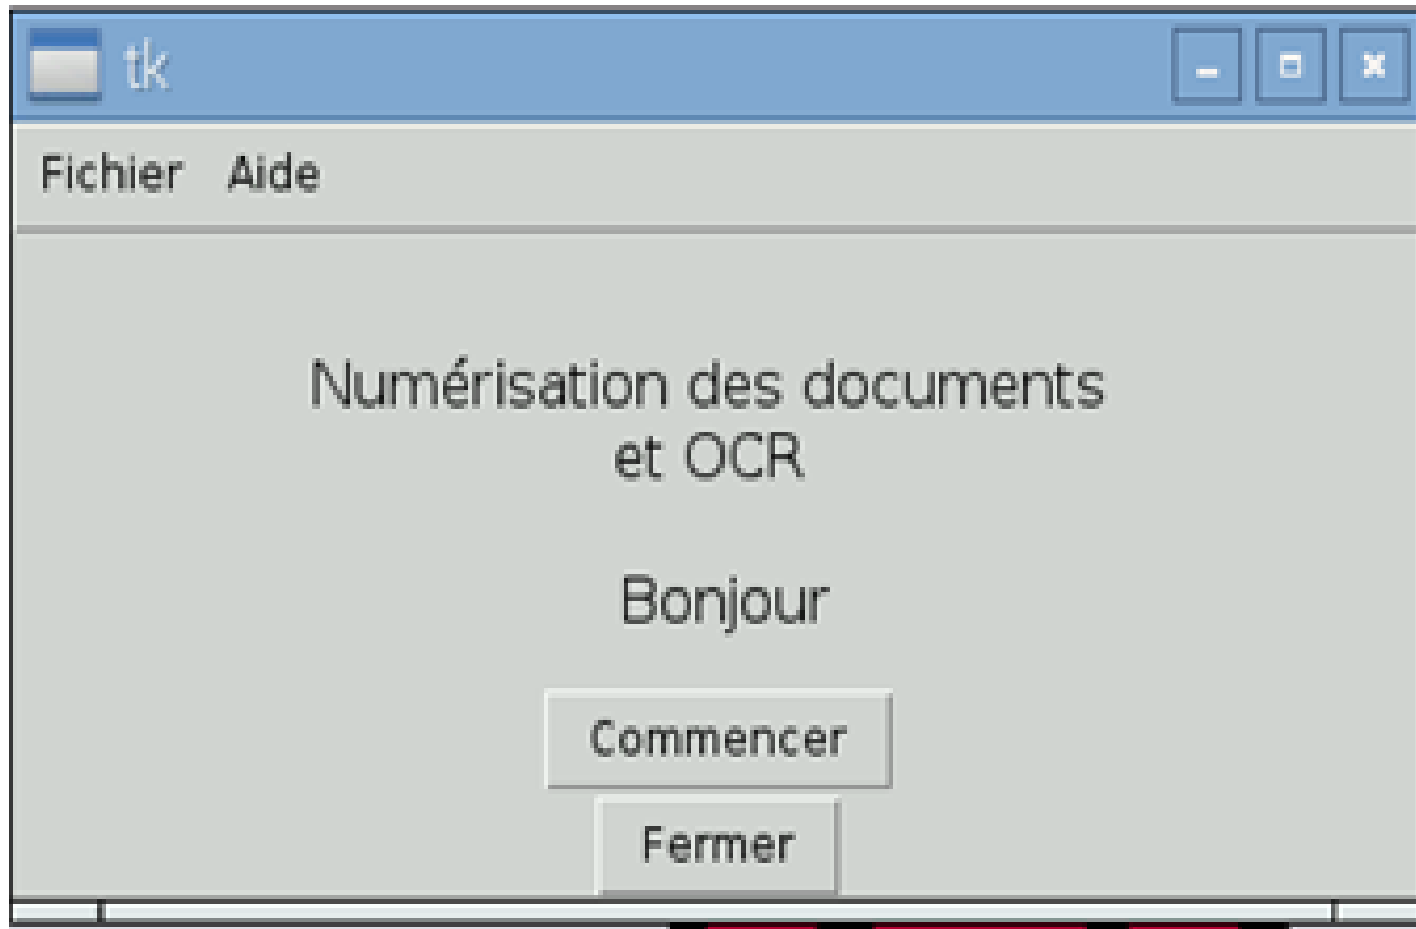 tk
Fichier Aide
Numérisation des documents
et OCR
Bonjour
Commencer
Fermer